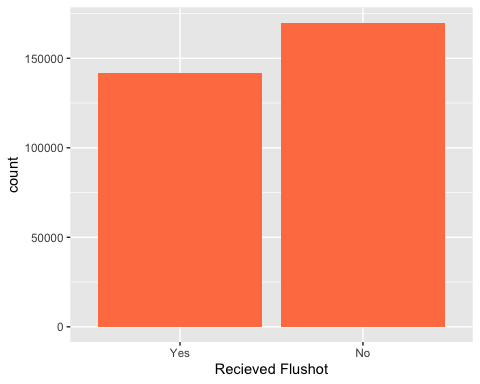 150000
100000
50000
0
count
Yes No
Recieved Flushot